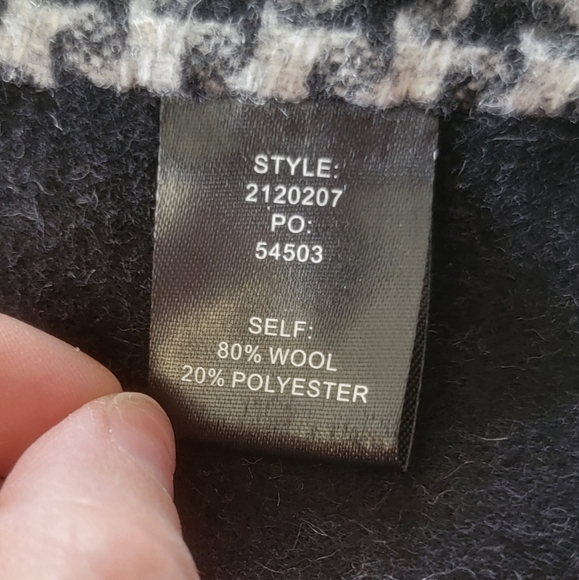 STYLE:
2120207
PO:
54503
SELF:
80% WOOL
20% POLYESTER